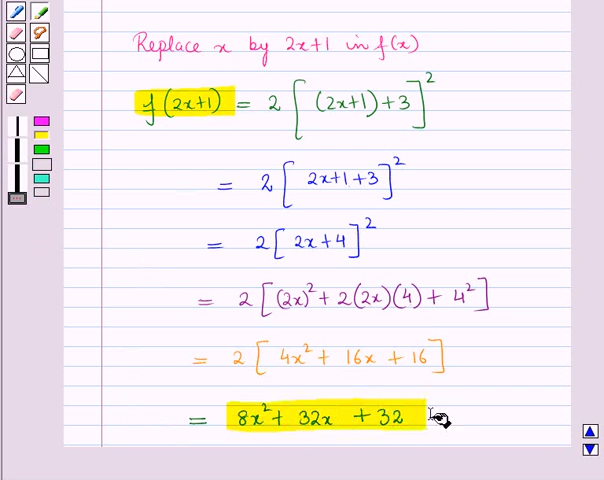 Replace x by 2x+1 in f(x)
f(2x+1) = 2[(2x+1)+3]²
= 2[2x+1+3]²
= 2[2x+4]²
= 2[(2x)²+2(2x)(4)+4²]
= 2[4x²+16x+16]
= 8x²+32x+32